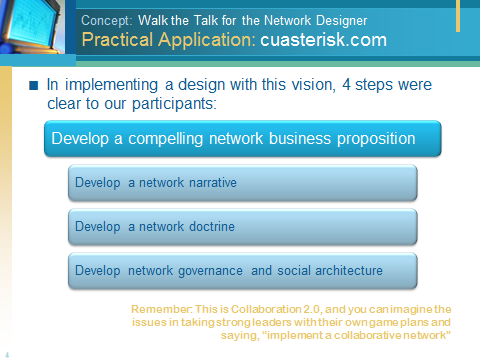 Concept: Walk the Talk for the Network Designer
Practical Application: cuasterisk.com
In implementing a design with this vision, 4 steps were
clear to our participants:
Develop a compelling network business proposition
Develop a network narrative
Develop a network doctrine
Develop network governance and social architecture
Remember: This is Collaboration 2.0, and you can imagine the
issues in taking strong leaders with their own game plans and
saying, “implement a collaborative network”
4